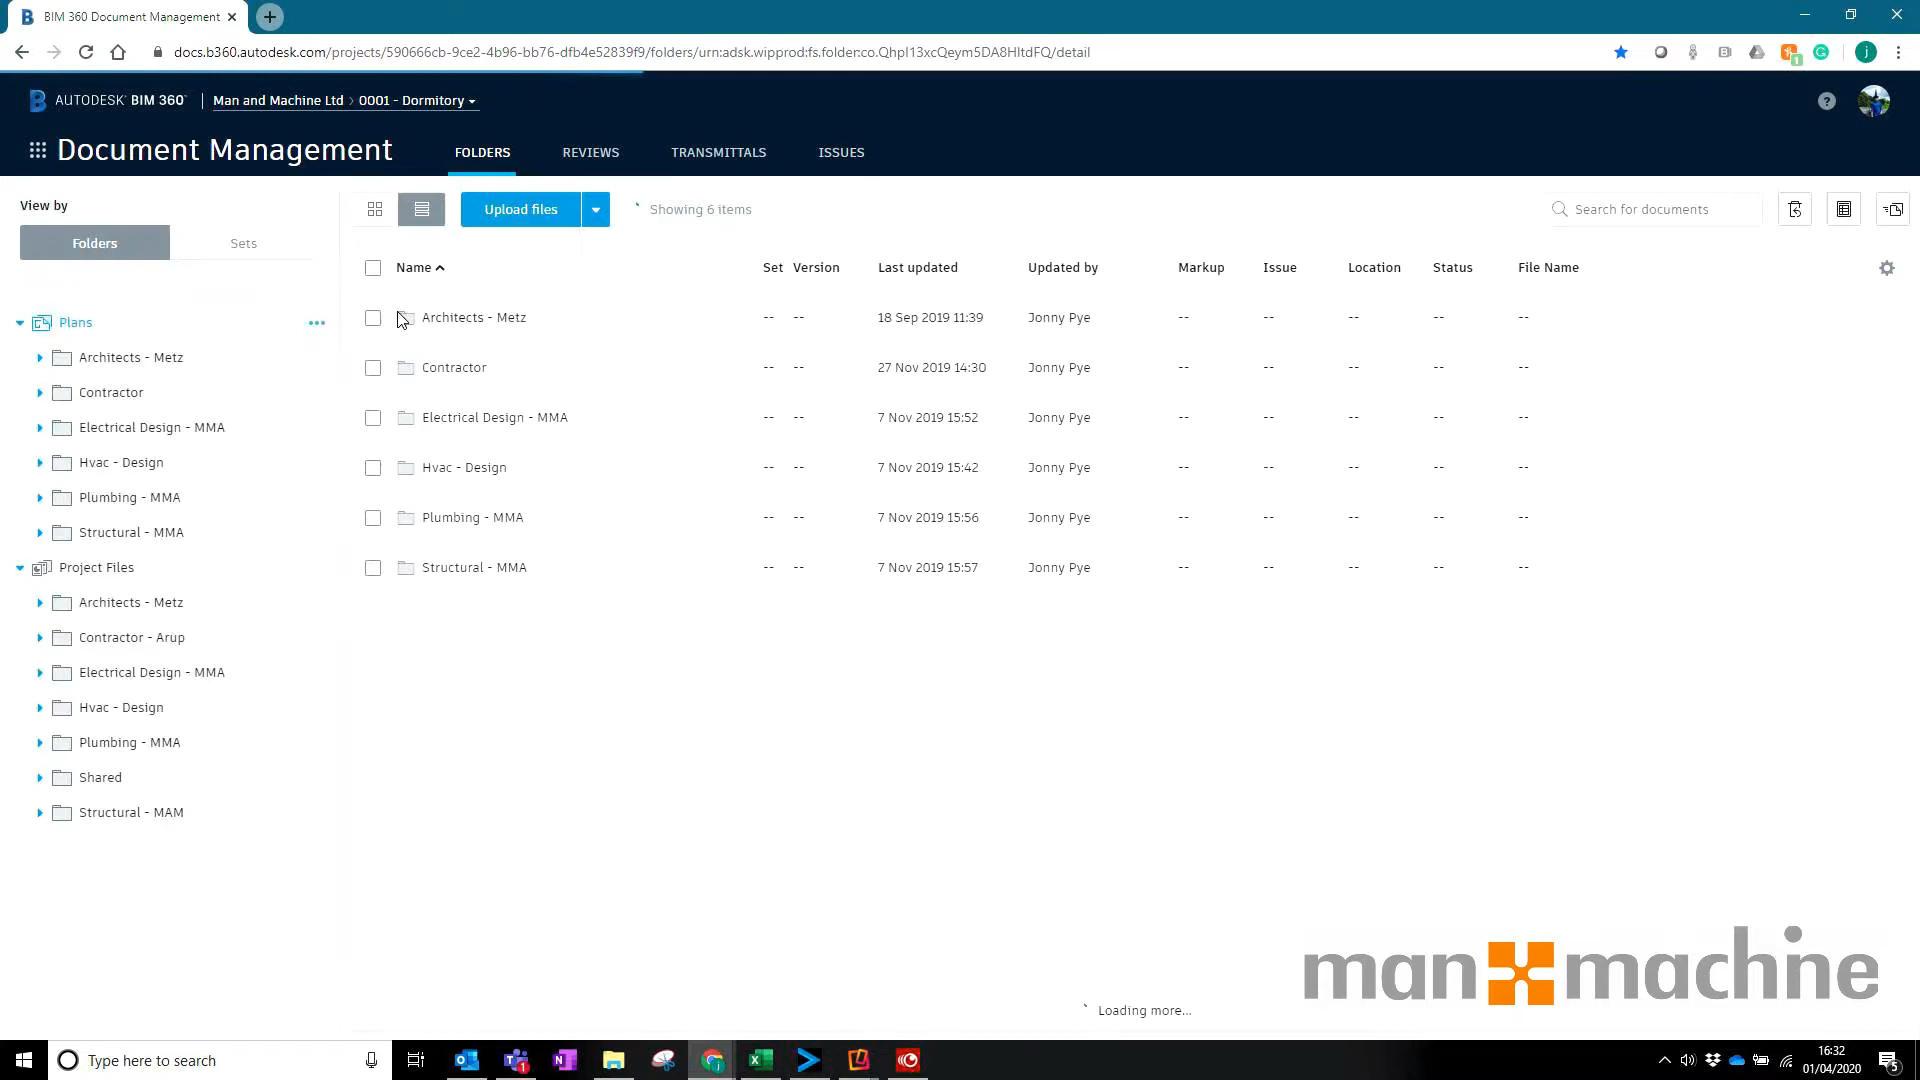 BIM 360 Document Management
docs.b360.autodesk.com/projects/590666cb-9ce2-4b96-bb76-dfb4e52839f9/folders/urn:adsk.wipprod:fs.folder:co.Qhpl13xcQeym5DA8HltdFQ/detail
AUTODESK BIM 360 Man and Machine Ltd > 0001 - Dormitory
Document Management FOLDERS REVIEWS TRANSMITTALS ISSUES
View by
Folders Sets
Upload files Showing 6 items Search for documents
Name Set Version Last updated Updated by Markup Issue Location Status File Name
Architects - Metz -- -- 18 Sep 2019 11:39 Jonny Pye -- -- -- -- --
Contractor -- -- 27 Nov 2019 14:30 Jonny Pye -- -- -- -- --
Electrical Design - MMA -- -- 7 Nov 2019 15:52 Jonny Pye -- -- -- -- --
Hvac - Design -- -- 7 Nov 2019 15:42 Jonny Pye -- -- -- -- --
Plumbing - MMA -- -- 7 Nov 2019 15:56 Jonny Pye -- -- -- -- --
Structural - MMA -- -- 7 Nov 2019 15:57 Jonny Pye -- -- -- -- --
Plans
Architects - Metz
Contractor
Electrical Design - MMA
Hvac - Design
Plumbing - MMA
Structural - MMA
Project Files
Architects - Metz
Contractor - Arup
Electrical Design - MMA
Hvac - Design
Plumbing - MMA
Shared
Structural - MAM
Loading more...
man machine
Type here to search
16:32
01/04/2020